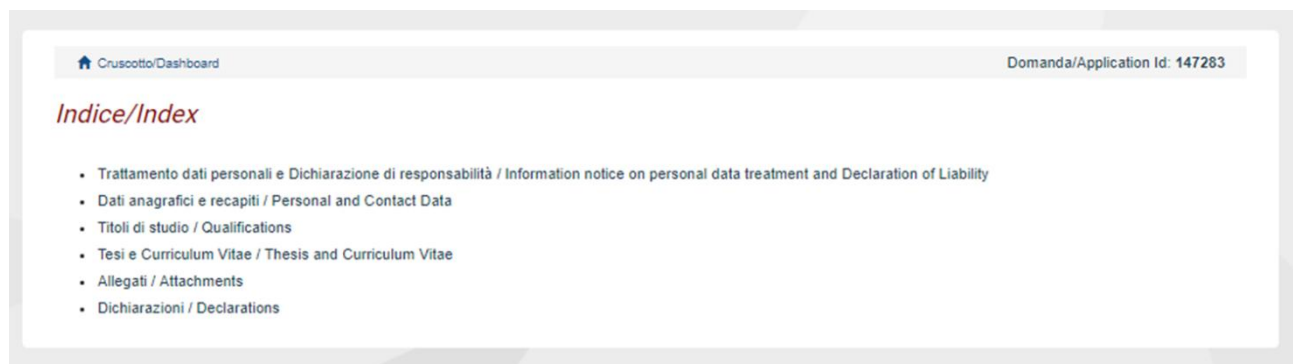 Cruscotto/Dashboard
Domanda/Application Id: 147283
Indice/Index
Trattamento dati personali e Dichiarazione di responsabilità / Information notice on personal data treatment and Declaration of Liability
Dati anagrafici e recapiti / Personal and Contact Data
Titoli di studio / Qualifications
Tesi e Curriculum Vitae / Thesis and Curriculum Vitae
Allegati / Attachments
Dichiarazioni / Declarations